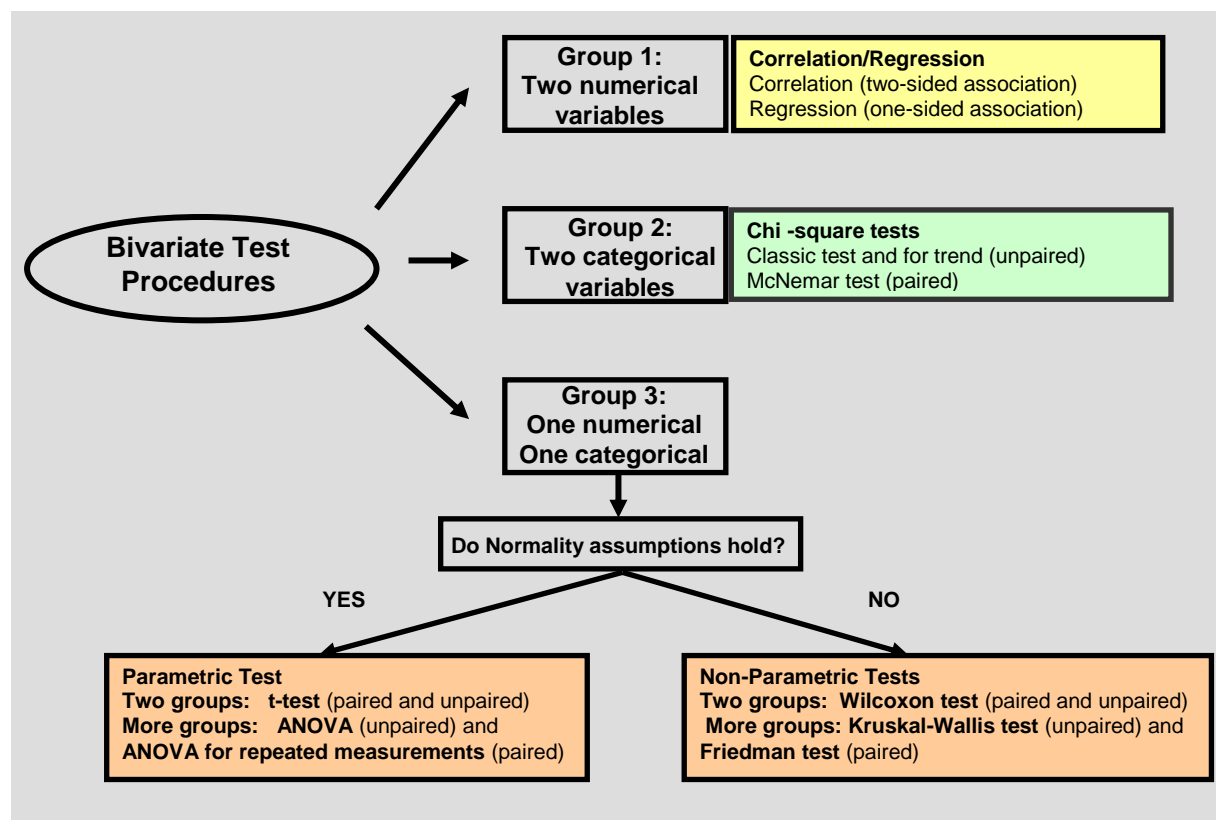 Bivariate Test
Procedures
Group 1:
Two numerical
variables
Correlation/Regression
Correlation (two-sided association)
Regression (one-sided association)
Group 2:
Two categorical
variables
Chi -square tests
Classic test and for trend (unpaired)
McNemar test (paired)
Group 3:
One numerical
One categorical
Do Normality assumptions hold?
YES
NO
Parametric Test
Two groups: t-test (paired and unpaired)
More groups: ANOVA (unpaired) and
ANOVA for repeated measurements (paired)
Non-Parametric Tests
Two groups: Wilcoxon test (paired and unpaired)
More groups: Kruskal-Wallis test (unpaired) and
Friedman test (paired)